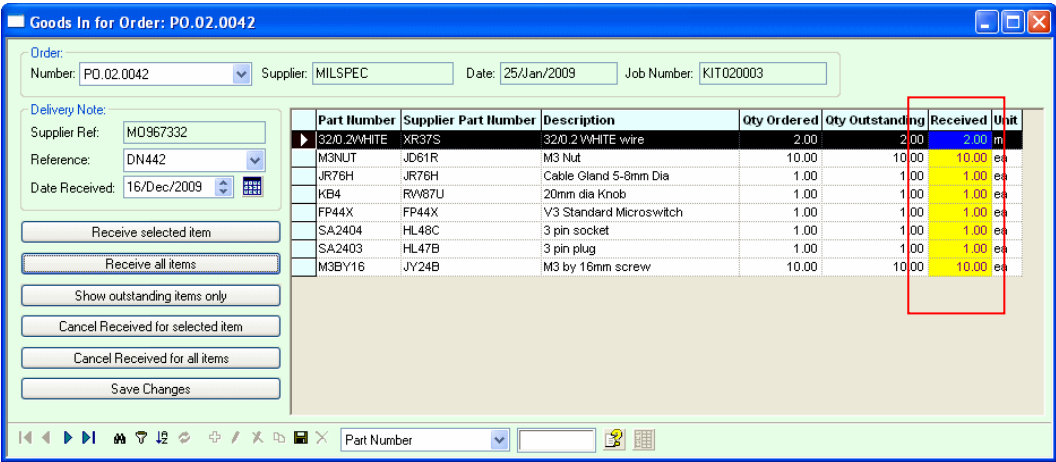 Goods In for Order: PO.02.0042
Order:
Number: PO.02.0042 Supplier: MILSPEC Date: 25/Jan/2009 Job Number: KIT020003
Delivery Note:
Supplier Ref: MO967332
Reference: DN442
Date Received: 16/Dec/2009
Receive selected item
Receive all items
Show outstanding items only
Cancel Received for selected item
Cancel Received for all items
Save Changes
Part Number Supplier Part Number Description Qty Ordered Qty Outstanding Received Unit
32/0.2WHITE XR37S 32/0.2 WHITE wire 2.00 2.00 2.00 m
M3NUT JD61R M3 Nut 10.00 10.00 10.00 ea
JR76H JR76H Cable Gland 5-8mm Dia 1.00 1.00 1.00 ea
KB4 RW87U 20mm dia Knob 1.00 1.00 1.00 ea
FP44X FP44X V3 Standard Microswitch 1.00 1.00 1.00 ea
SA2404 HL48C 3 pin socket 1.00 1.00 1.00 ea
SA2403 HL47B 3 pin plug 1.00 1.00 1.00 ea
M3BY16 JY24B M3 by 16mm screw 10.00 10.00 10.00 ea
Part Number